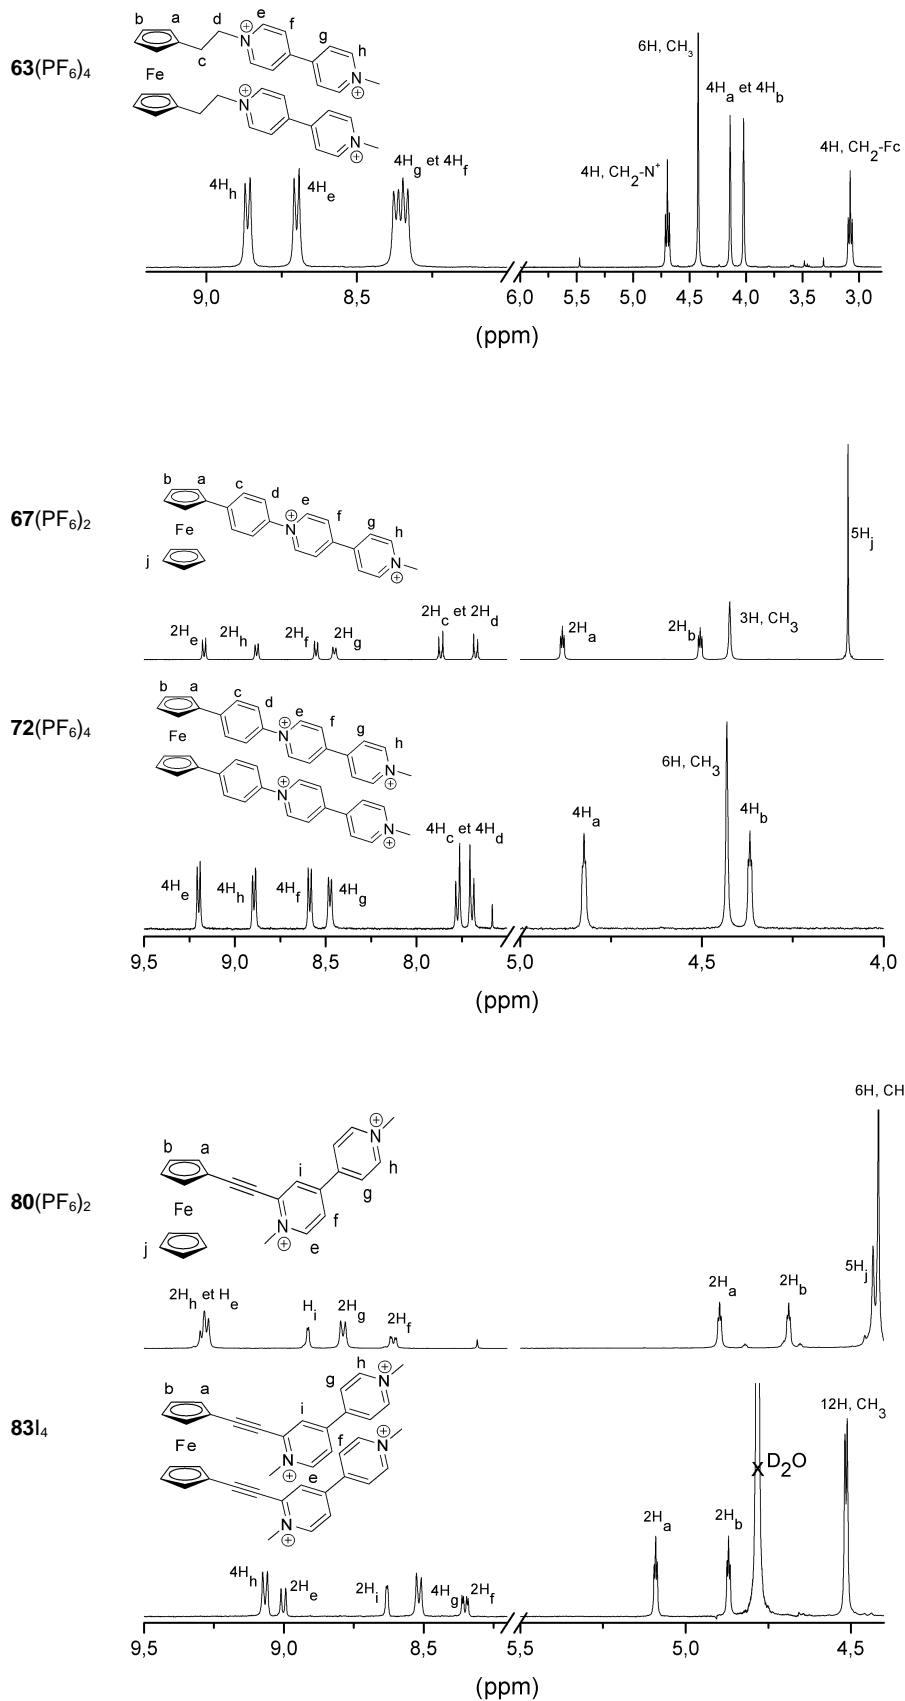 b a d e f g h
c
N N
⊕ ⊕
63(PF6)4
Fe
N N
⊕ ⊕
6H, CH3
4Ha et 4Hb
4H, CH2-N+
4H, CH2-Fc
4Hh
4He
4Hg et 4Hf
9,0 8,5 6,0 5,5 5,0 4,5 4,0 3,5 3,0
(ppm)
b a c d e f g h
N N
⊕ ⊕
67(PF6)2
Fe
j
5Hj
2He 2Hh 2Hf 2Hg 2Hc et 2Hd 2Ha 2Hb 3H, CH3
b a c d e f g h
N N
⊕ ⊕
72(PF6)4
Fe
N N
⊕ ⊕
6H, CH3
4Ha
4Hb
4Hc et 4Hd
4He 4Hh 4Hf 4Hg
9,5 9,0 8,5 8,0 5,0 4,5 4,0
(ppm)
6H, CH
b a i h g f e
N N
⊕ ⊕
80(PF6)2
Fe
j
5Hj
2Hh et He
Hi
2Hg
2Hf
2Ha
2Hb
b a i g h f e
N N
⊕ ⊕
83I4
Fe
N N
⊕ ⊕
12H, CH3
x D2O
2Ha
2Hb
4Hh 2He 2Hi 4Hg 2Hf
9,5 9,0 8,5 5,5 5,0 4,5
(ppm)